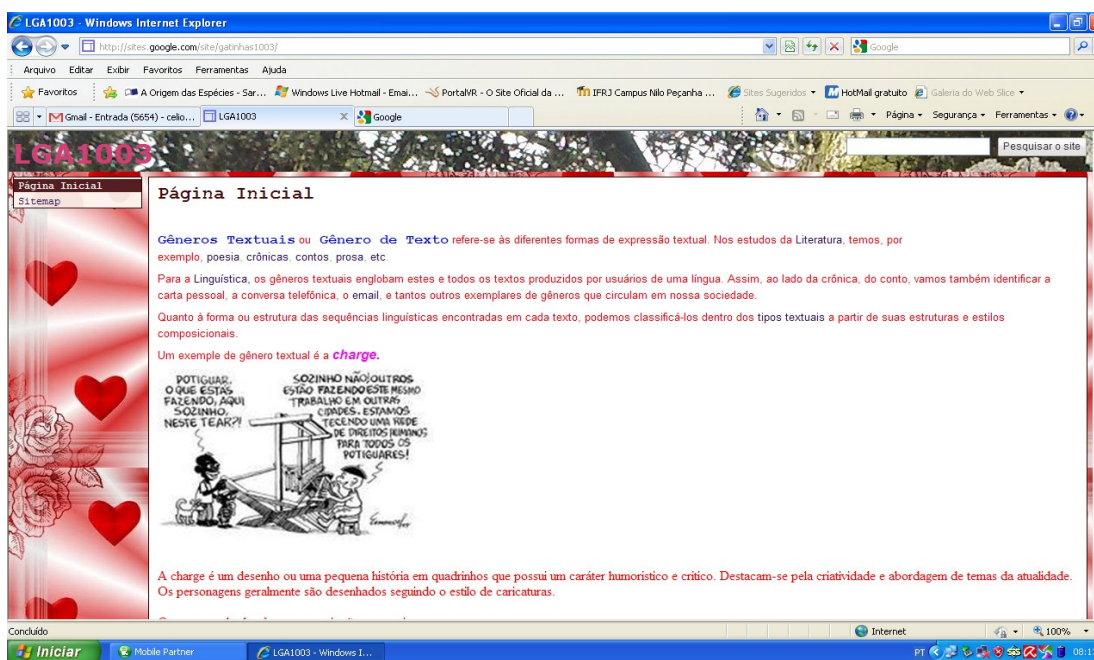 LGA1003 - Windows Internet Explorer
http://sites.google.com/site/gatinhas1003/
Google
Arquivo Editar Exibir Favoritos Ferramentas Ajuda
Favoritos A Origem das Espécies - Sar... Windows Live Hotmail - Emai... PortalVR - O Site Oficial da ... IFRJ Campus Nilo Peçanha ... Sites Sugeridos HotMail gratuito Galeria do Web Slice
Gmail - Entrada (5654) - celio... LGA1003 Google Página Segurança Ferramentas
LGA1003 Pesquisar o site
Página Inicial
Sitemap
Página Inicial
Gêneros Textuais ou Gênero de Texto refere-se às diferentes formas de expressão textual. Nos estudos da Literatura, temos, por
exemplo, poesia, crônicas, contos, prosa, etc.
Para a Linguística, os gêneros textuais englobam estes e todos os textos produzidos por usuários de uma língua. Assim, ao lado da crônica, do conto, vamos também identificar a
carta pessoal, a conversa telefônica, o email, e tantos outros exemplares de gêneros que circulam em nossa sociedade.
Quanto à forma ou estrutura das sequências linguísticas encontradas em cada texto, podemos classificá-los dentro dos tipos textuais a partir de suas estruturas e estilos
composicionais.
Um exemple de gênero textual é a charge.
POTIGUAR,
O QUE ESTÁS
FAZENDO, AQUI
SOZINHO,
NESTE TEAR?!
SOZINHO NÃO! OUTROS
ESTÃO FAZENDO ESTE MESMO
TRABALHO EM OUTRAS
CIDADES. ESTAMOS
TECENDO UMA REDE
DE DIREITOS HUMANOS
PARA TODOS OS
POTIGUARES!
A charge é um desenho ou uma pequena história em quadrinhos que possui um caráter humoristico e critico. Destacam-se pela criatividade e abordagem de temas da atualidade.
Os personagens geralmente são desenhados seguindo o estilo de caricaturas.
Concluído Internet 100%
Iniciar Mobile Partner LGA1003 - Windows I... PT